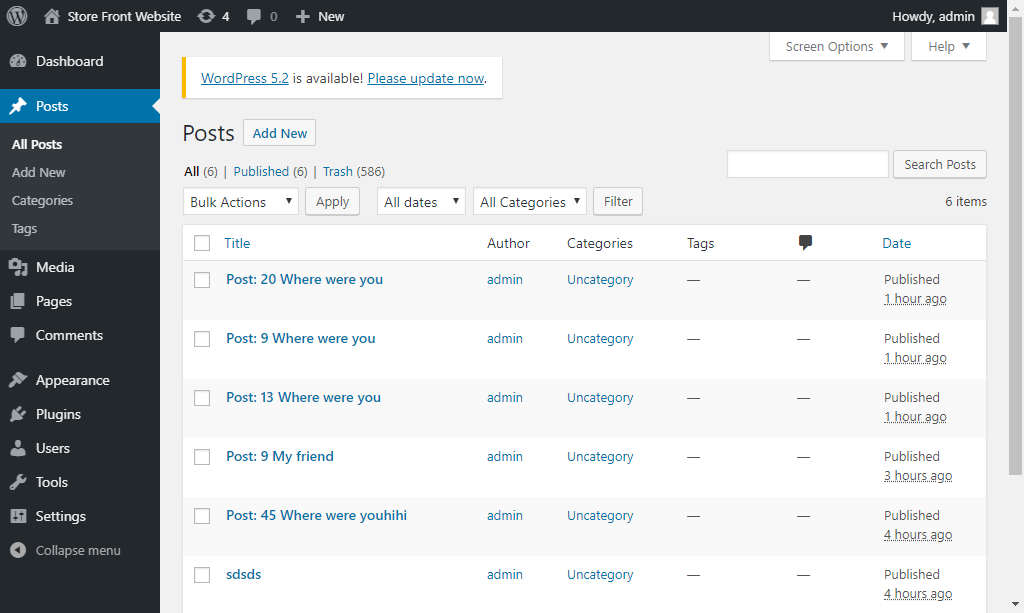 Store Front Website 4 0 New Howdy, admin
Screen Options Help
Dashboard
Posts
All Posts
Add New
Categories
Tags
Media
Pages
Comments
Appearance
Plugins
Users
Tools
Settings
Collapse menu
WordPress 5.2 is available! Please update now.
Posts Add New
All (6) | Published (6) | Trash (586)
Search Posts
Bulk Actions Apply All dates All Categories Filter 6 items
Title Author Categories Tags Date
Post: 20 Where were you admin Uncategory — — Published
1 hour ago
Post: 9 Where were you admin Uncategory — — Published
1 hour ago
Post: 13 Where were you admin Uncategory — — Published
1 hour ago
Post: 9 My friend admin Uncategory — — Published
3 hours ago
Post: 45 Where were youhihi admin Uncategory — — Published
4 hours ago
sdsds admin Uncategory — — Published
4 hours ago